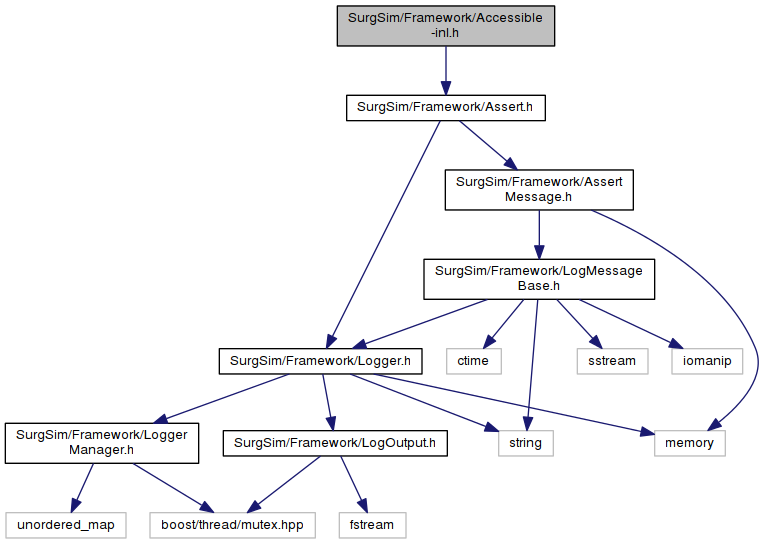 SurgSim/Framework/Accessible
-inl.h
SurgSim/Framework/Assert.h
SurgSim/Framework/Assert
Message.h
SurgSim/Framework/LogMessage
Base.h
SurgSim/Framework/Logger.h
ctime
sstream
iomanip
SurgSim/Framework/Logger
Manager.h
SurgSim/Framework/LogOutput.h
string
memory
unordered_map
boost/thread/mutex.hpp
fstream